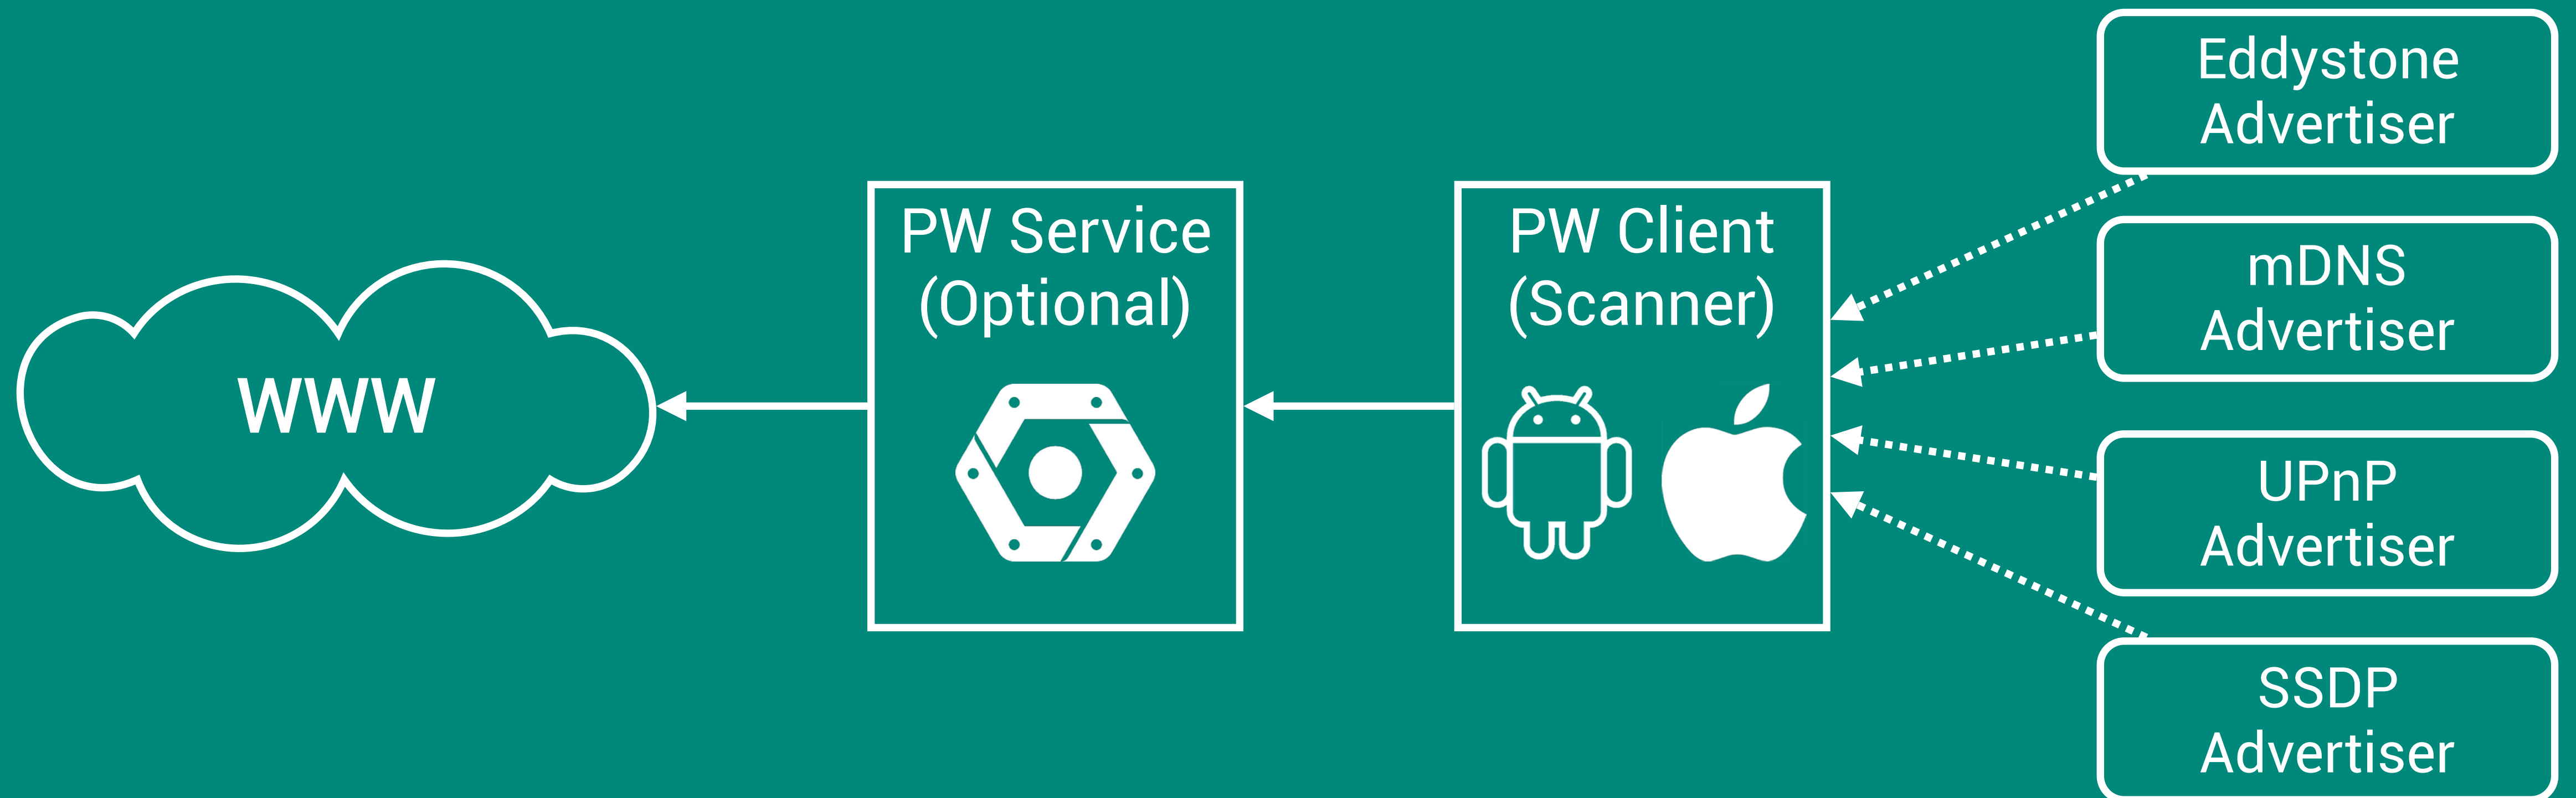 WWW
PW Service
(Optional)
PW Client
(Scanner)
Eddystone
Advertiser
mDNS
Advertiser
UPnP
Advertiser
SSDP
Advertiser